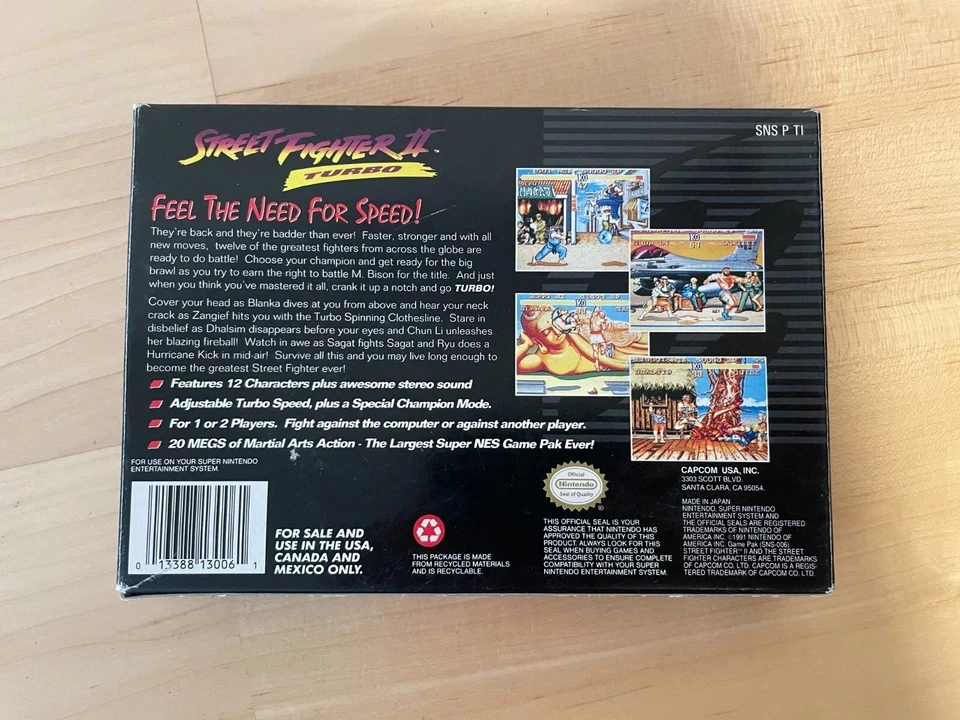 STREET FIGHTER II™
TURBO
SNS P TI
FEEL THE NEED FOR SPEED!
They're back and they're badder than ever! Faster, stronger and with all
new moves, twelve of the greatest fighters from across the globe are
ready to do battle! Choose your champion and get ready for the big
brawl as you try to earn the right to battle M. Bison for the title. And just
when you think you've mastered it all, crank it up a notch and go TURBO!
Cover your head as Blanka dives at you from above and hear your neck
crack as Zangief hits you with the Turbo Spinning Clothesline. Stare in
disbelief as Dhalsim disappears before your eyes and Chun Li unleashes
her blazing fireball! Watch in awe as Sagat fights Sagat and Ryu does a
Hurricane Kick in mid-air! Survive all this and you may live long enough to
become the greatest Street Fighter ever!
Features 12 Characters plus awesome stereo sound
Adjustable Turbo Speed, plus a Special Champion Mode.
For 1 or 2 Players. Fight against the computer or against another player.
20 MEGS of Martial Arts Action - The Largest Super NES Game Pak Ever!
FOR USE ON YOUR SUPER NINTENDO
ENTERTAINMENT SYSTEM.
0 13388 13006 1
FOR SALE AND
USE IN THE USA,
CANADA AND
MEXICO ONLY.
THIS PACKAGE IS MADE
FROM RECYCLED MATERIALS
AND IS RECYCLABLE.
Official
Nintendo
Seal of Quality
THIS OFFICIAL SEAL IS YOUR
ASSURANCE THAT NINTENDO HAS
APPROVED THE QUALITY OF THIS
PRODUCT. ALWAYS LOOK FOR THIS
SEAL WHEN BUYING GAMES AND
ACCESSORIES TO ENSURE COMPLETE
COMPATIBILITY WITH YOUR SUPER
NINTENDO ENTERTAINMENT SYSTEM.
CAPCOM USA, INC.
3303 SCOTT BLVD.
SANTA CLARA, CA 95054.
MADE IN JAPAN
NINTENDO, SUPER NINTENDO
ENTERTAINMENT SYSTEM AND
THE OFFICIAL SEALS ARE REGISTERED
TRADEMARKS OF NINTENDO OF
AMERICA INC. ©1991 NINTENDO OF
AMERICA INC. Game Pak (SNS-006)
STREET FIGHTER™ II AND THE STREET
FIGHTER CHARACTERS ARE TRADEMARKS
OF CAPCOM CO. LTD. CAPCOM IS A REGIS-
TERED TRADEMARK OF CAPCOM CO. LTD.
KO
KO
KO
KO